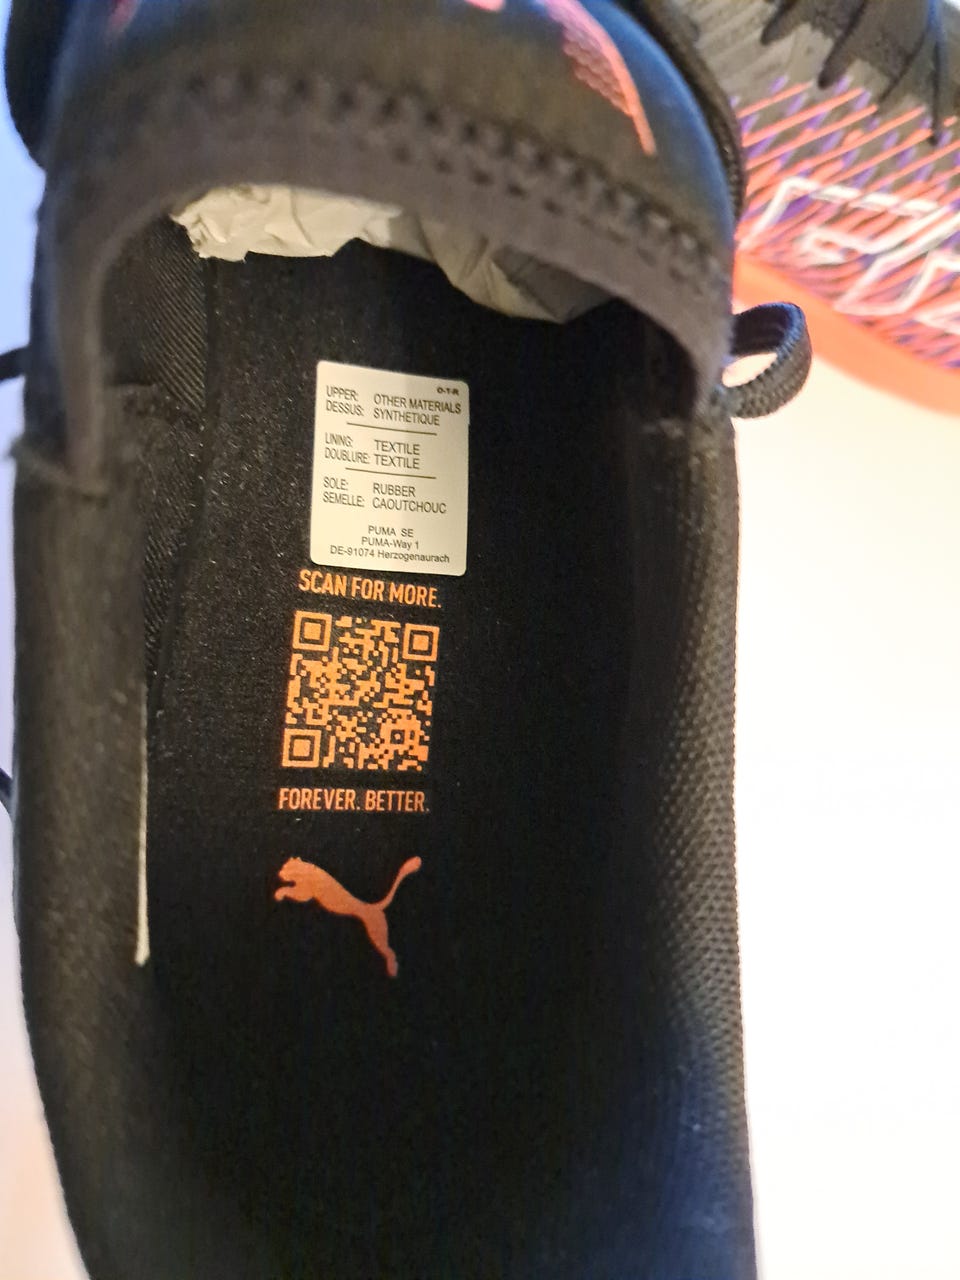 O-T-R
UPPER: OTHER MATERIALS
DESSUS: SYNTHETIQUE
LINING: TEXTILE
DOUBLURE: TEXTILE
SOLE: RUBBER
SEMELLE: CAOUTCHOUC
PUMA SE
PUMA-Way 1
DE-91074 Herzogenaurach
SCAN FOR MORE.
FOREVER. BETTER.